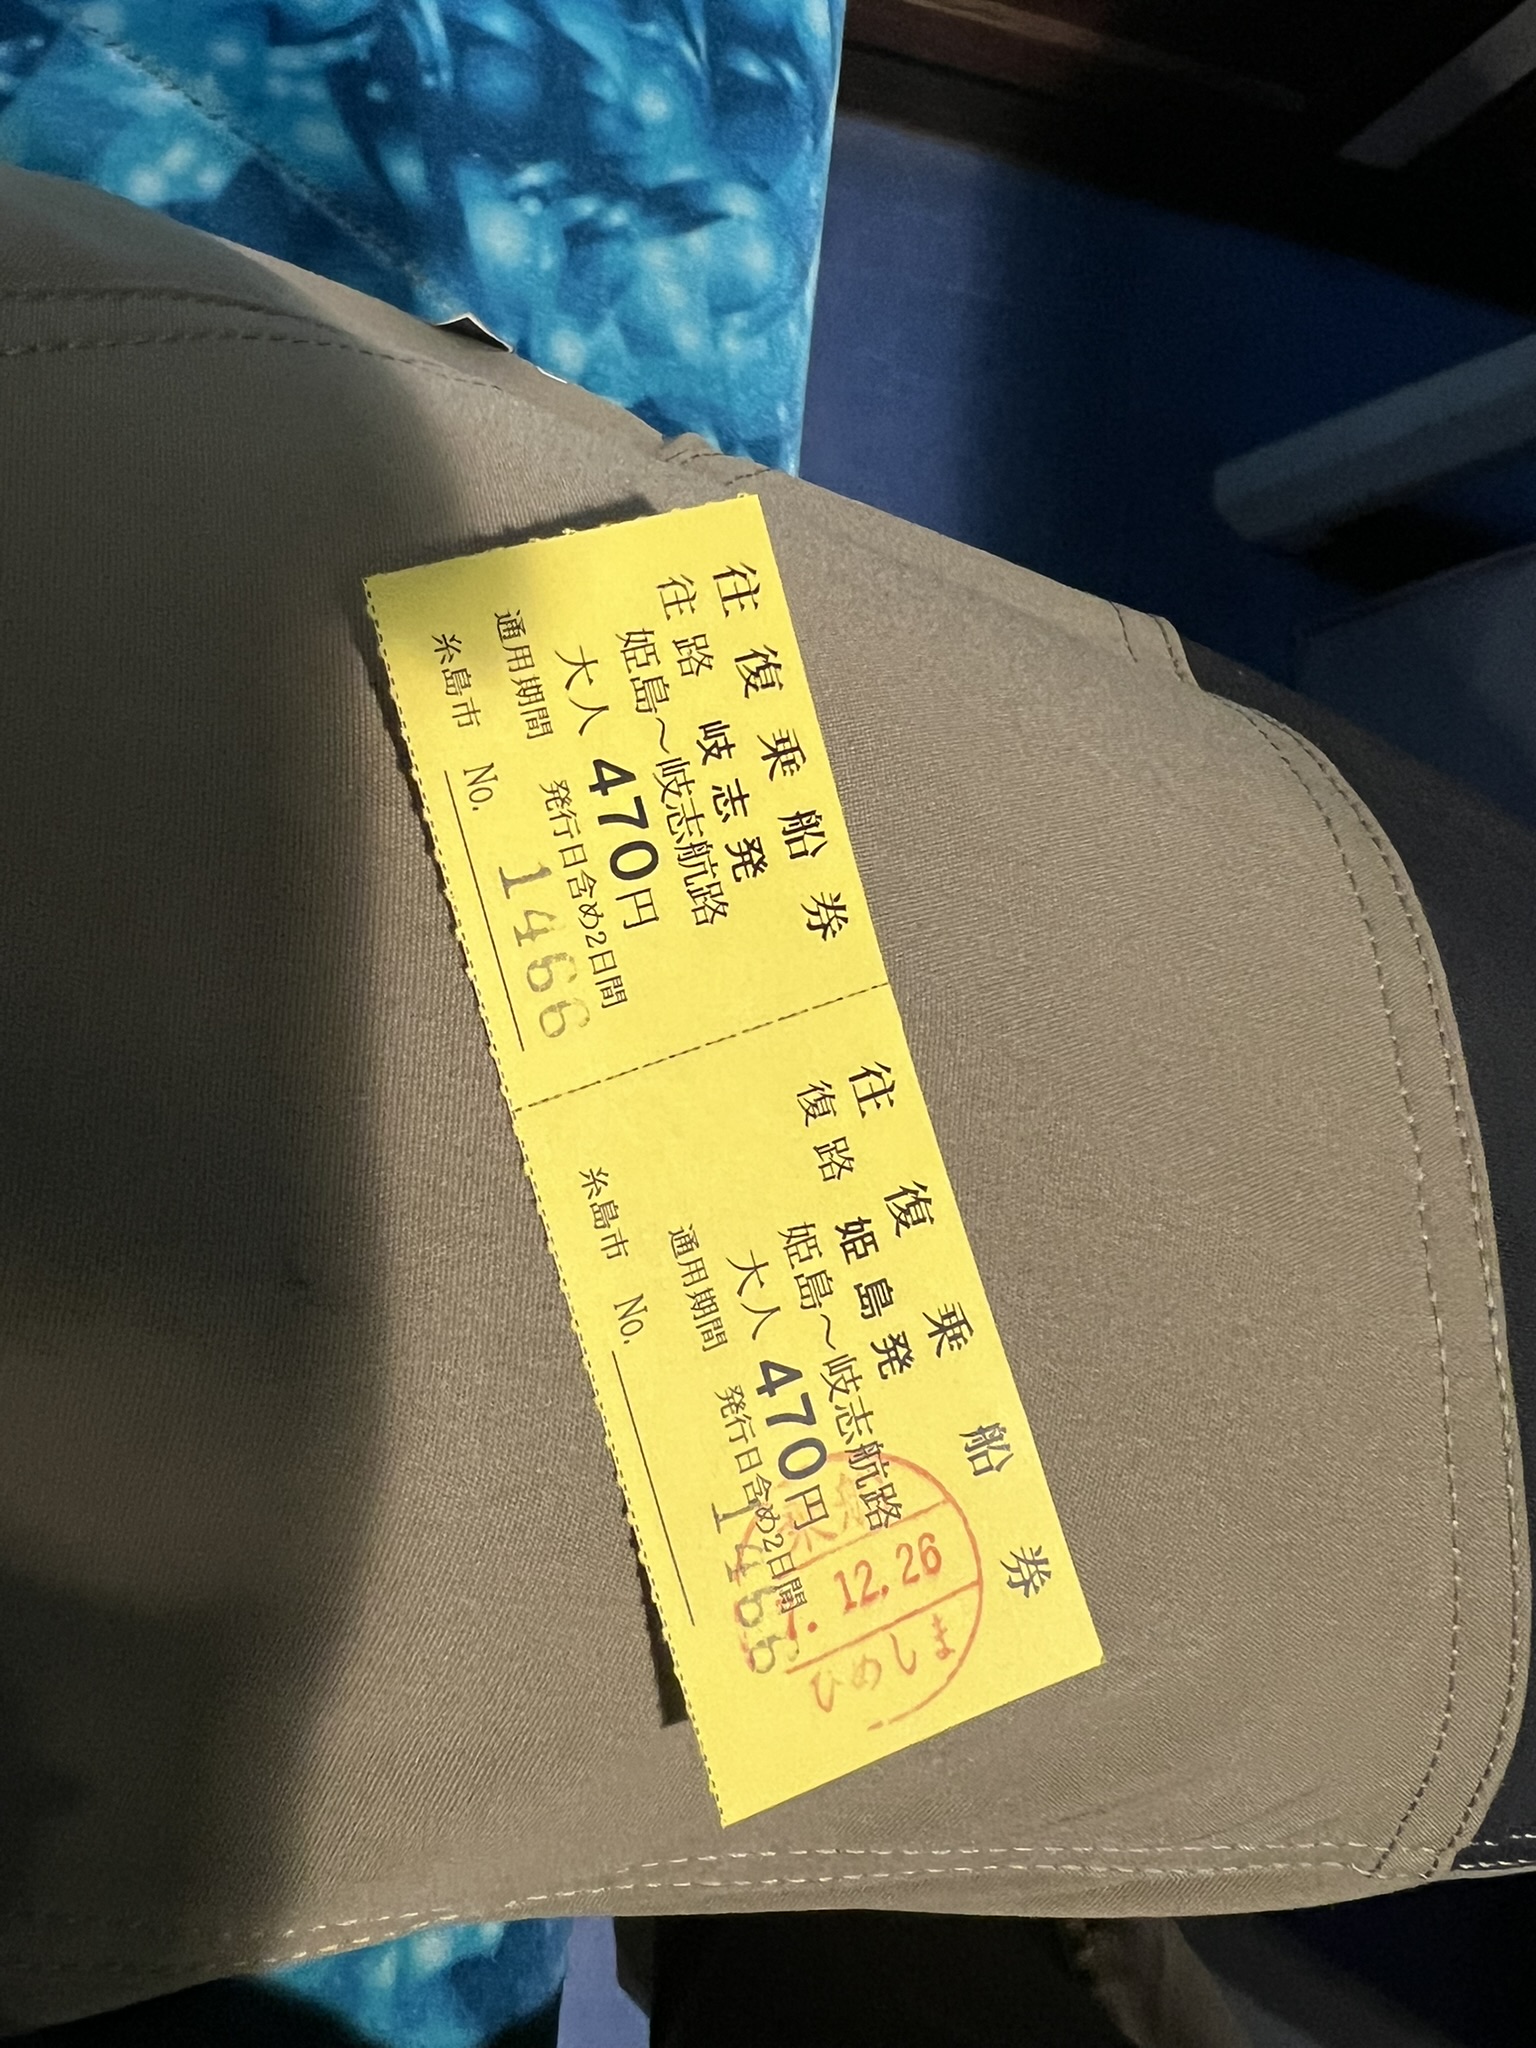 往復乗船券
往路 岐志発
姫島～岐志航路
大人 470円
通用期間 発行日含め2日間
糸島市 No. 1466
往復乗船券
復路 姫島発
姫島～岐志航路
大人 470円
通用期間 発行日含め2日間
糸島市 No. 1466
7.12.26
ひめしま